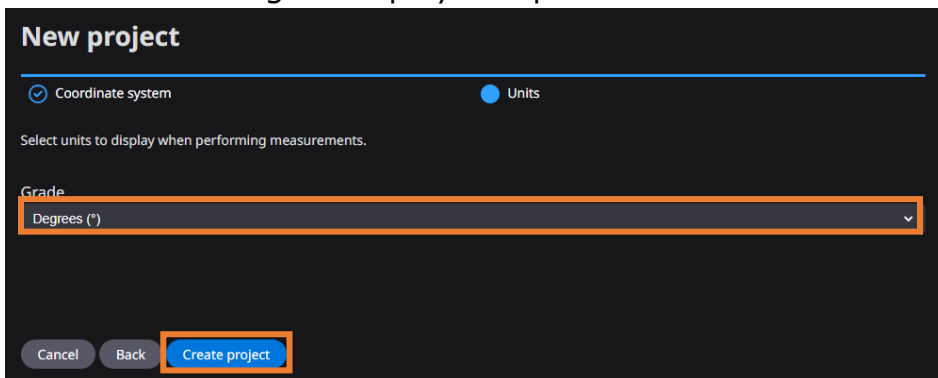 New project
Coordinate system Units
Select units to display when performing measurements.
Grade
Degrees (°)
Cancel Back Create project